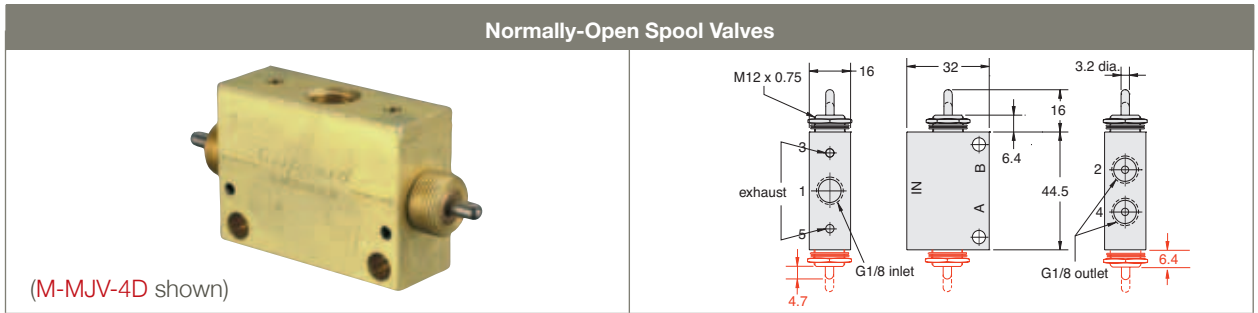 Normally-Open Spool Valves
(M-MJV-4D shown)
M12 x 0.75
16
32
3.2 dia.
16
6.4
44.5
3
exhaust
1
5
IN
B
A
2
4
G1/8 inlet
G1/8 outlet
6.4
4.7